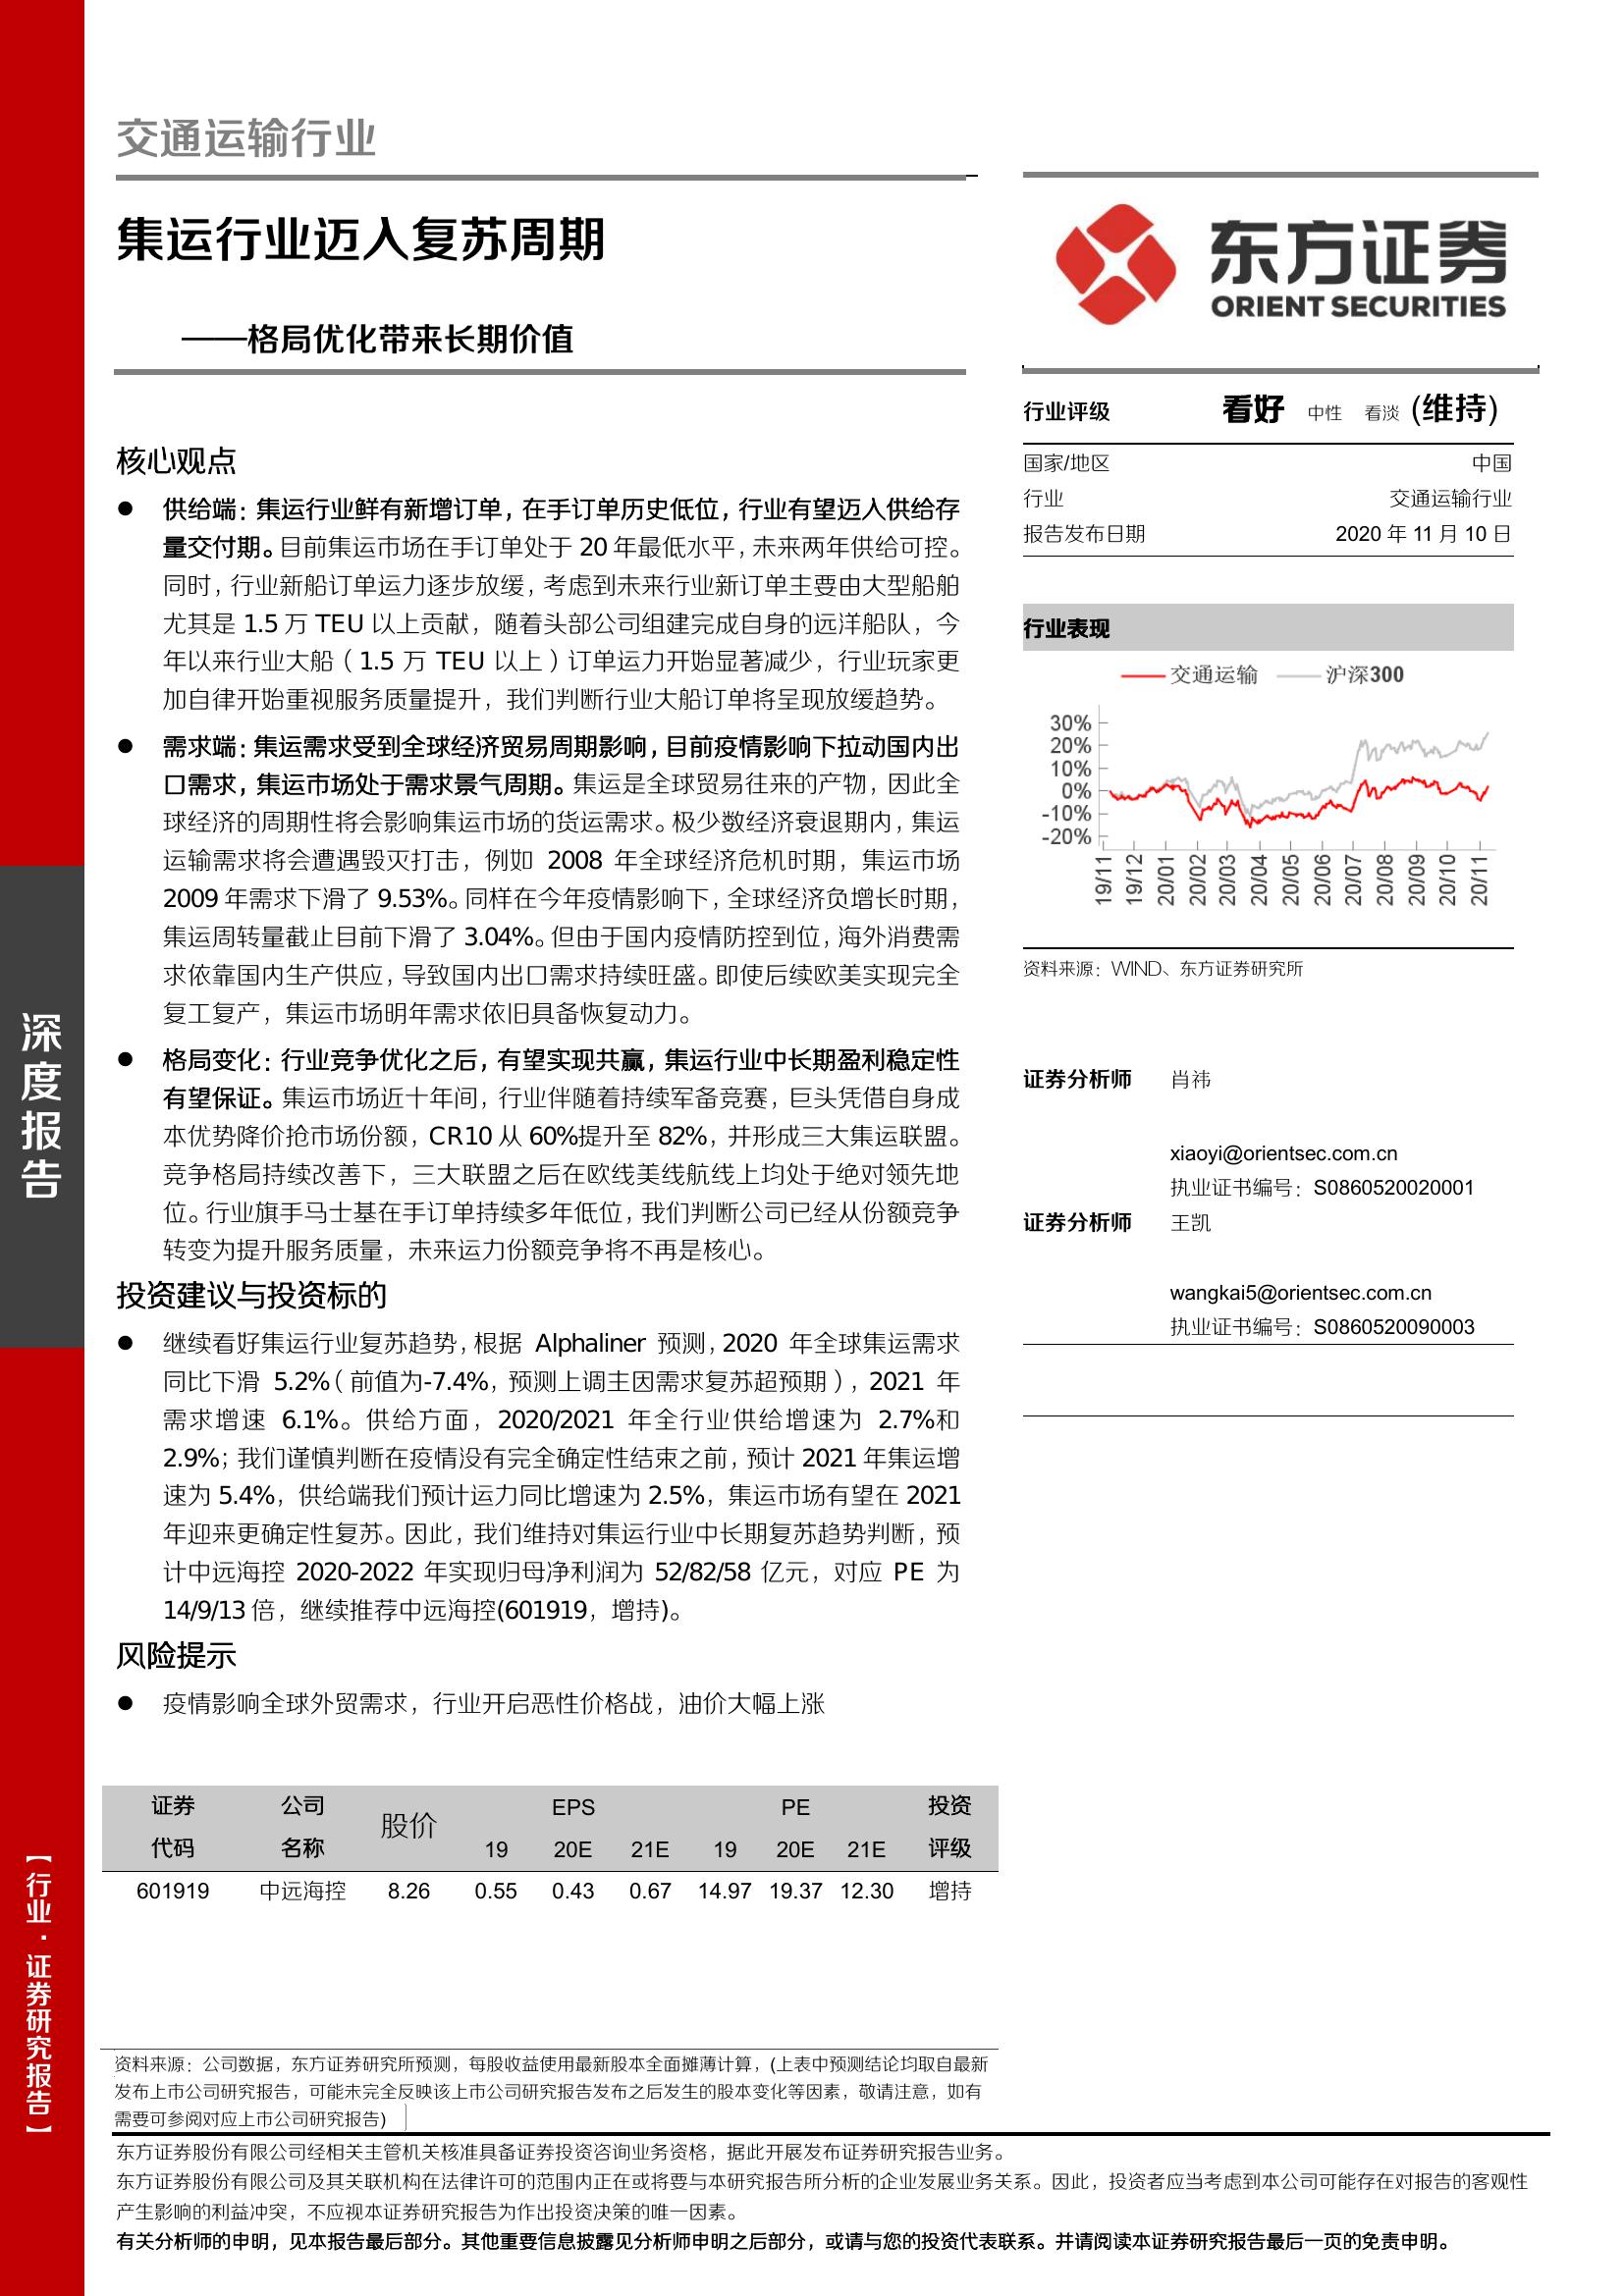 交通运输行业
集运行业迈入复苏周期
——格局优化带来长期价值
核心观点
● 供给端：集运行业鲜有新增订单，在手订单历史低位，行业有望迈入供给存
量交付期。目前集运市场在手订单处于 20 年最低水平，未来两年供给可控。
同时，行业新船订单运力逐步放缓，考虑到未来行业新订单主要由大型船舶
尤其是 1.5 万 TEU 以上贡献，随着头部公司组建完成自身的远洋船队，今
年以来行业大船（1.5 万 TEU 以上）订单运力开始显著减少，行业玩家更
加自律开始重视服务质量提升，我们判断行业大船订单将呈现放缓趋势。
● 需求端：集运需求受到全球经济贸易周期影响，目前疫情影响下拉动国内出
口需求，集运市场处于需求景气周期。集运是全球贸易往来的产物，因此全
球经济的周期性将会影响集运市场的货运需求。极少数经济衰退期内，集运
运输需求将会遭遇毁灭打击，例如 2008 年全球经济危机时期，集运市场
2009 年需求下滑了 9.53%。同样在今年疫情影响下，全球经济负增长时期，
集运周转量截止目前下滑了 3.04%。但由于国内疫情防控到位，海外消费需
求依靠国内生产供应，导致国内出口需求持续旺盛。即使后续欧美实现完全
复工复产，集运市场明年需求依旧具备恢复动力。
● 格局变化：行业竞争优化之后，有望实现共赢，集运行业中长期盈利稳定性
有望保证。集运市场近十年间，行业伴随着持续军备竞赛，巨头凭借自身成
本优势降价抢市场份额，CR10 从 60%提升至 82%，并形成三大集运联盟。
竞争格局持续改善下，三大联盟之后在欧线美线航线上均处于绝对领先地
位。行业旗手马士基在手订单持续多年低位，我们判断公司已经从份额竞争
转变为提升服务质量，未来运力份额竞争将不再是核心。
投资建议与投资标的
● 继续看好集运行业复苏趋势，根据 Alphaliner 预测，2020 年全球集运需求
同比下滑 5.2%（前值为-7.4%，预测上调主因需求复苏超预期），2021 年
需求增速 6.1%。供给方面，2020/2021 年全行业供给增速为 2.7%和
2.9%；我们谨慎判断在疫情没有完全确定性结束之前，预计 2021 年集运增
速为 5.4%，供给端我们预计运力同比增速为 2.5%，集运市场有望在 2021
年迎来更确定性复苏。因此，我们维持对集运行业中长期复苏趋势判断，预
计中远海控 2020-2022 年实现归母净利润为 52/82/58 亿元，对应 PE 为
14/9/13 倍，继续推荐中远海控(601919，增持)。
风险提示
● 疫情影响全球外贸需求，行业开启恶性价格战，油价大幅上涨
证券 公司 股价 EPS PE 投资
代码 名称 19 20E 21E 19 20E 21E 评级
601919 中远海控 8.26 0.55 0.43 0.67 14.97 19.37 12.30 增持
资料来源：公司数据，东方证券研究所预测，每股收益使用最新股本全面摊薄计算，(上表中预测结论均取自最新
发布上市公司研究报告，可能未完全反映该上市公司研究报告发布之后发生的股本变化等因素，敬请注意，如有
需要可参阅对应上市公司研究报告)
东方证券
ORIENT SECURITIES
行业评级 看好 中性 看淡 (维持)
国家/地区 中国
行业 交通运输行业
报告发布日期 2020 年 11 月 10 日
行业表现
交通运输 沪深300
30%
20%
10%
0%
-10%
-20%
19/11 19/12 20/01 20/02 20/03 20/04 20/05 20/06 20/07 20/08 20/09 20/10 20/11
资料来源：WIND、东方证券研究所
证券分析师 肖祎
xiaoyi@orientsec.com.cn
执业证书编号：S0860520020001
证券分析师 王凯
wangkai5@orientsec.com.cn
执业证书编号：S0860520090003
深度报告
【行业·证券研究报告】
东方证券股份有限公司经相关主管机关核准具备证券投资咨询业务资格，据此开展发布证券研究报告业务。
东方证券股份有限公司及其关联机构在法律许可的范围内正在或将要与本研究报告所分析的企业发展业务关系。因此，投资者应当考虑到本公司可能存在对报告的客观性
产生影响的利益冲突，不应视本证券研究报告为作出投资决策的唯一因素。
有关分析师的申明，见本报告最后部分。其他重要信息披露见分析师申明之后部分，或请与您的投资代表联系。并请阅读本证券研究报告最后一页的免责申明。